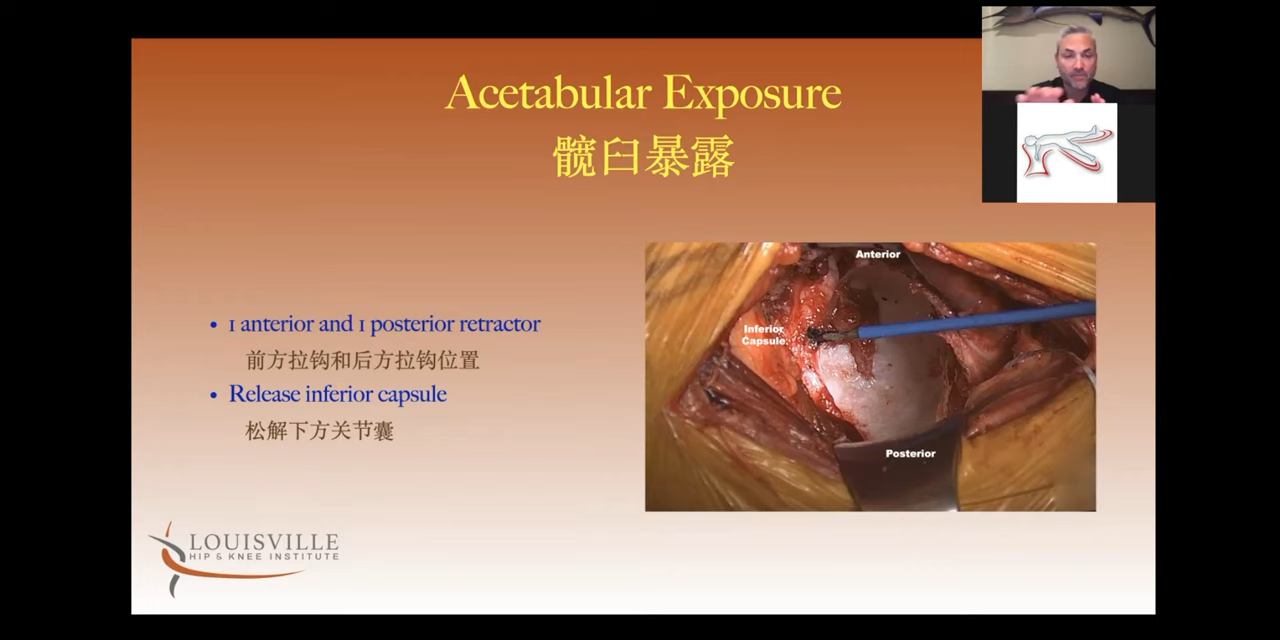 Acetabular Exposure
髋臼暴露
• 1 anterior and 1 posterior retractor
前方拉钩和后方拉钩位置
• Release inferior capsule
松解下方关节囊
Anterior
Inferior
Capsule
Posterior
LOUISVILLE
HIP & KNEE INSTITUTE